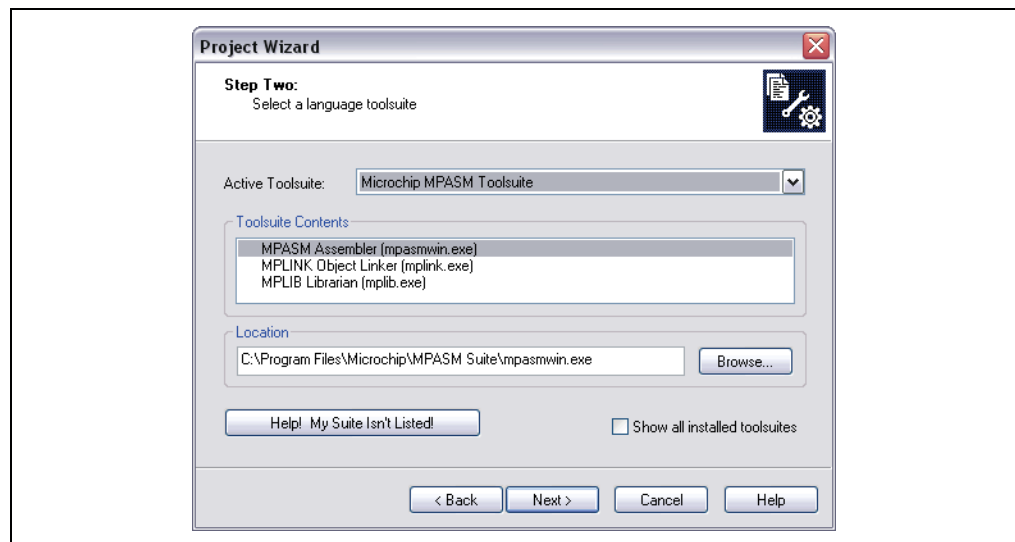 Project Wizard
Step Two:
Select a language toolsuite
Active Toolsuite: Microchip MPASM Toolsuite
Toolsuite Contents
MPASM Assembler (mpasmwin.exe)
MPLINK Object Linker (mplink.exe)
MPLIB Librarian (mplib.exe)
Location
C:\Program Files\Microchip\MPASM Suite\mpasmwin.exe Browse...
Help! My Suite Isn't Listed! Show all installed toolsuites
< Back Next > Cancel Help